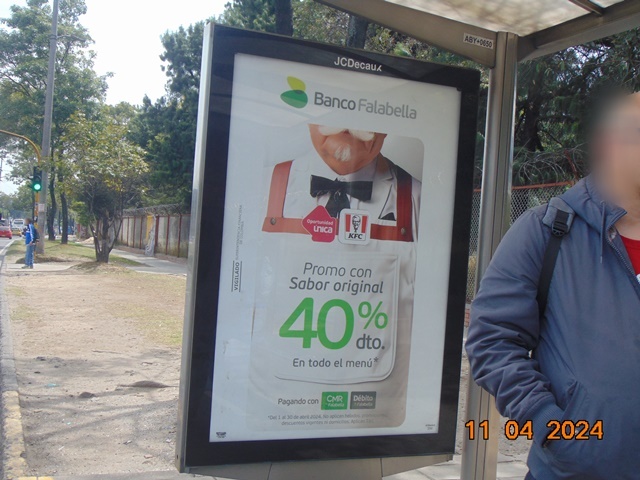 ABY-0650
JCDecaux
Banco Falabella
Oportunidad
única
KFC
Promo con
Sabor original
40%
dto.
En todo el menú*
VIGILADO
Pagando con CMR Débito
11 04 2024